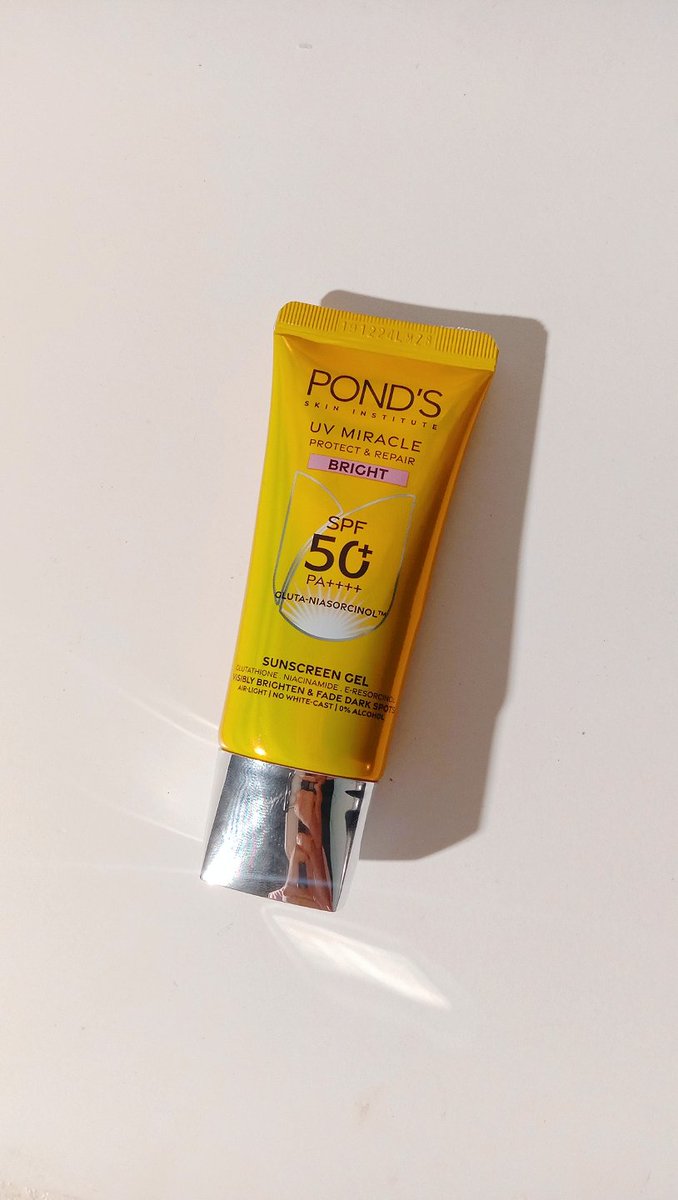 191224LMZ8
POND'S
SKIN INSTITUTE
UV MIRACLE
PROTECT & REPAIR
BRIGHT
SPF
50+
PA++++
GLUTA-NIASORCINOL™
SUNSCREEN GEL
GLUTATHIONE . NIACINAMIDE . E-RESORCINOL
VISIBLY BRIGHTEN & FADE DARK SPOTS
AIR-LIGHT | NO WHITE-CAST | 0% ALCOHOL